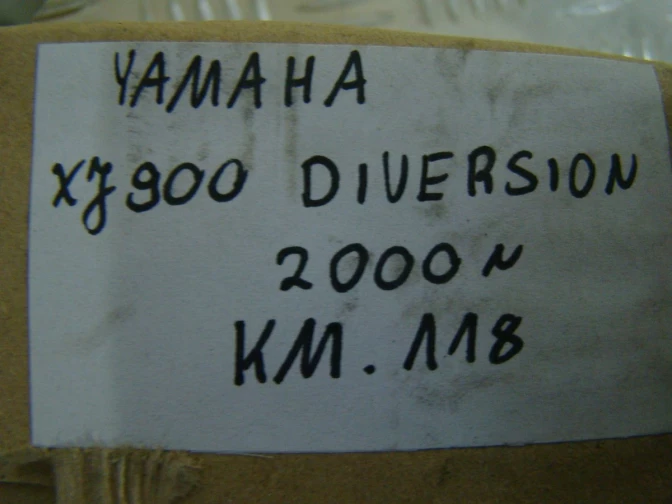 YAMAHA
XJ900 DIVERSION
2000 N
KM. 118